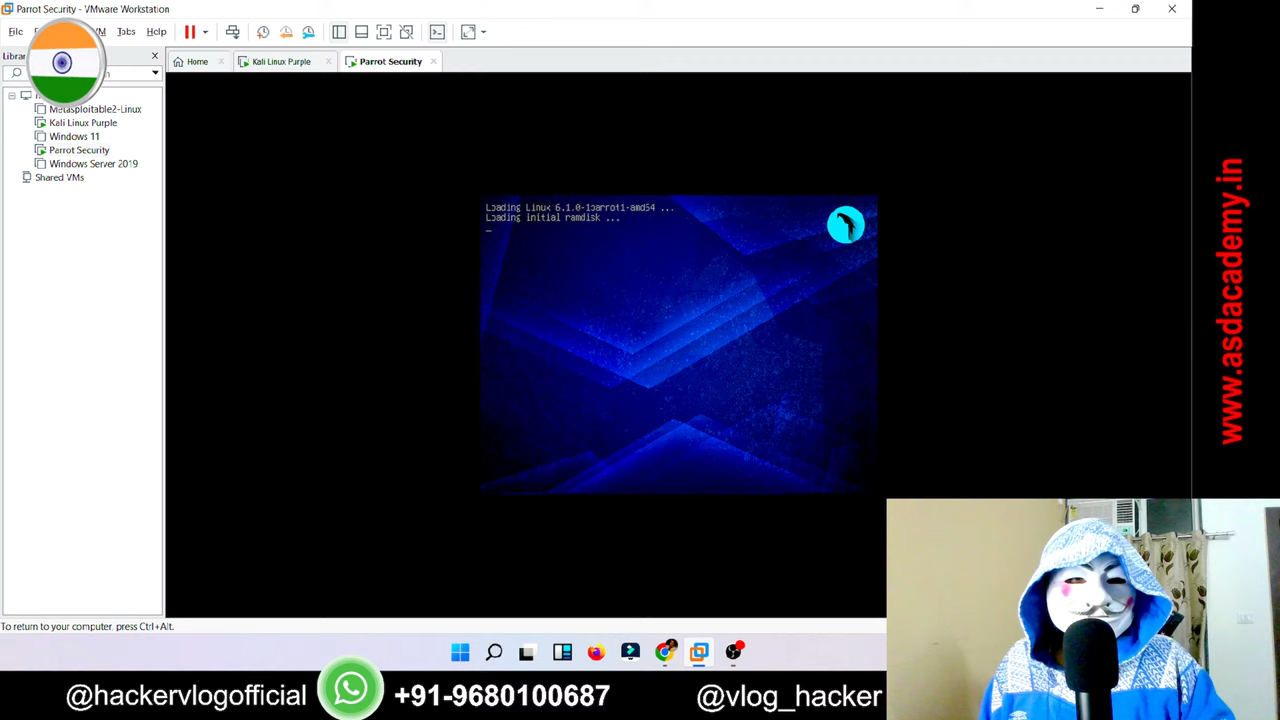 Parrot Security - VMware Workstation
File
VM
Tabs
Help
Home
Kali Linux Purple
Parrot Security
Metasploitable2-Linux
Kali Linux Purple
Windows 11
Parrot Security
Windows Server 2019
Shared VMs
Loading Linux 6.1.0-1parrot1-amd64 ...
Loading initial ramdisk ...
To return to your computer, press Ctrl+Alt.
www.asdacademy.in
@hackervlogofficial
+91-9680100687
@vlog_hacker